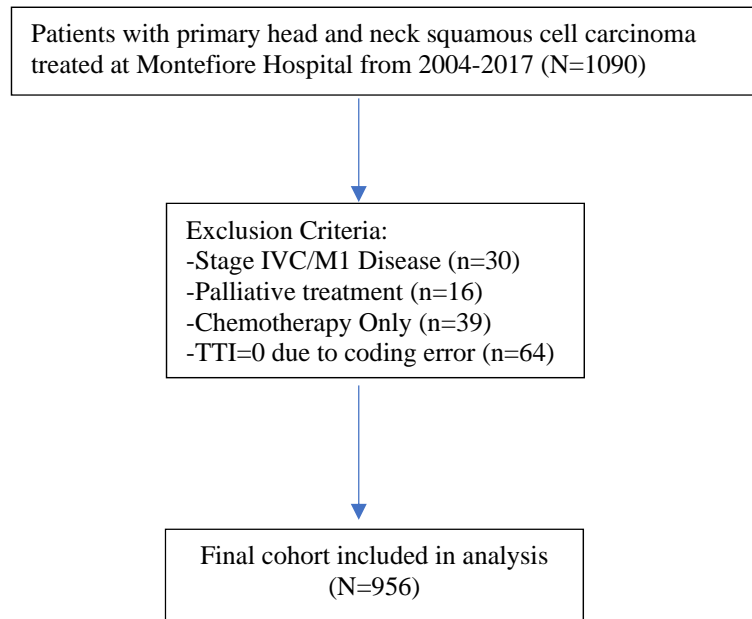 Patients with primary head and neck squamous cell carcinoma
treated at Montefiore Hospital from 2004-2017 (N=1090)
Exclusion Criteria:
-Stage IVC/M1 Disease (n=30)
-Palliative treatment (n=16)
-Chemotherapy Only (n=39)
-TTI=0 due to coding error (n=64)
Final cohort included in analysis
(N=956)